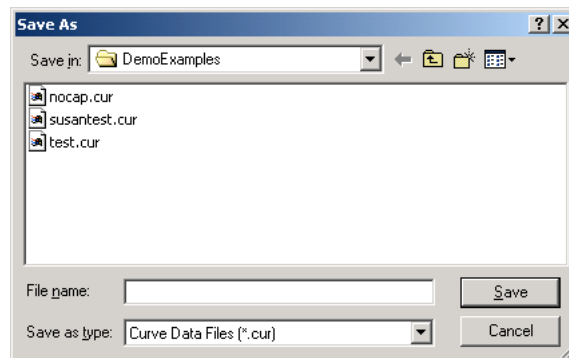 Save As
Save in: DemoExamples
nocap.cur
susantest.cur
test.cur
File name:
Save
Save as type: Curve Data Files (*.cur)
Cancel